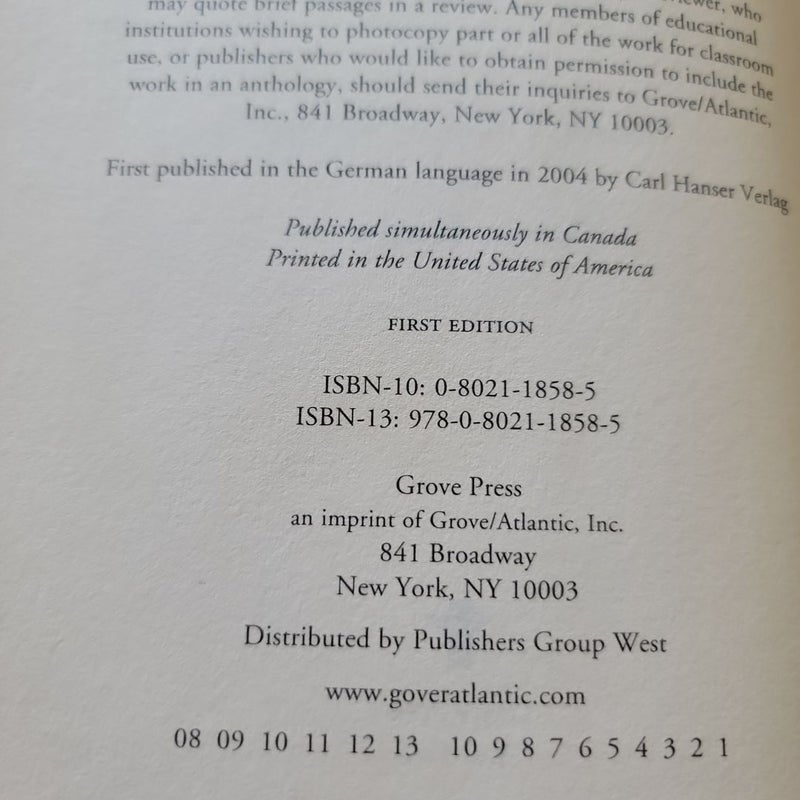 may quote brief passages in a review. Any members of educational
institutions wishing to photocopy part or all of the work for classroom
use, or publishers who would like to obtain permission to include the
work in an anthology, should send their inquiries to Grove/Atlantic,
Inc., 841 Broadway, New York, NY 10003.
First published in the German language in 2004 by Carl Hanser Verlag
Published simultaneously in Canada
Printed in the United States of America
FIRST EDITION
ISBN-10: 0-8021-1858-5
ISBN-13: 978-0-8021-1858-5
Grove Press
an imprint of Grove/Atlantic, Inc.
841 Broadway
New York, NY 10003
Distributed by Publishers Group West
www.goveratlantic.com
08 09 10 11 12 13 10 9 8 7 6 5 4 3 2 1